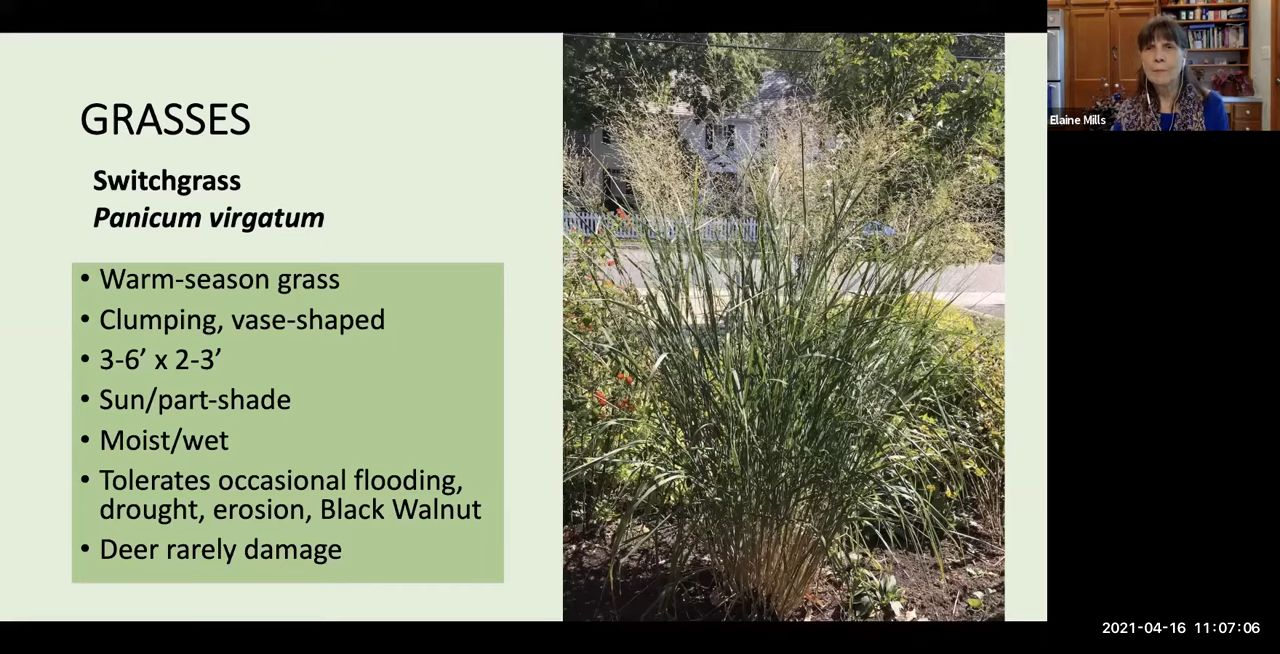 GRASSES
Switchgrass
Panicum virgatum
• Warm-season grass
• Clumping, vase-shaped
• 3-6’ x 2-3’
• Sun/part-shade
• Moist/wet
• Tolerates occasional flooding,
drought, erosion, Black Walnut
• Deer rarely damage
Elaine Mills
2021-04-16 11:07:06